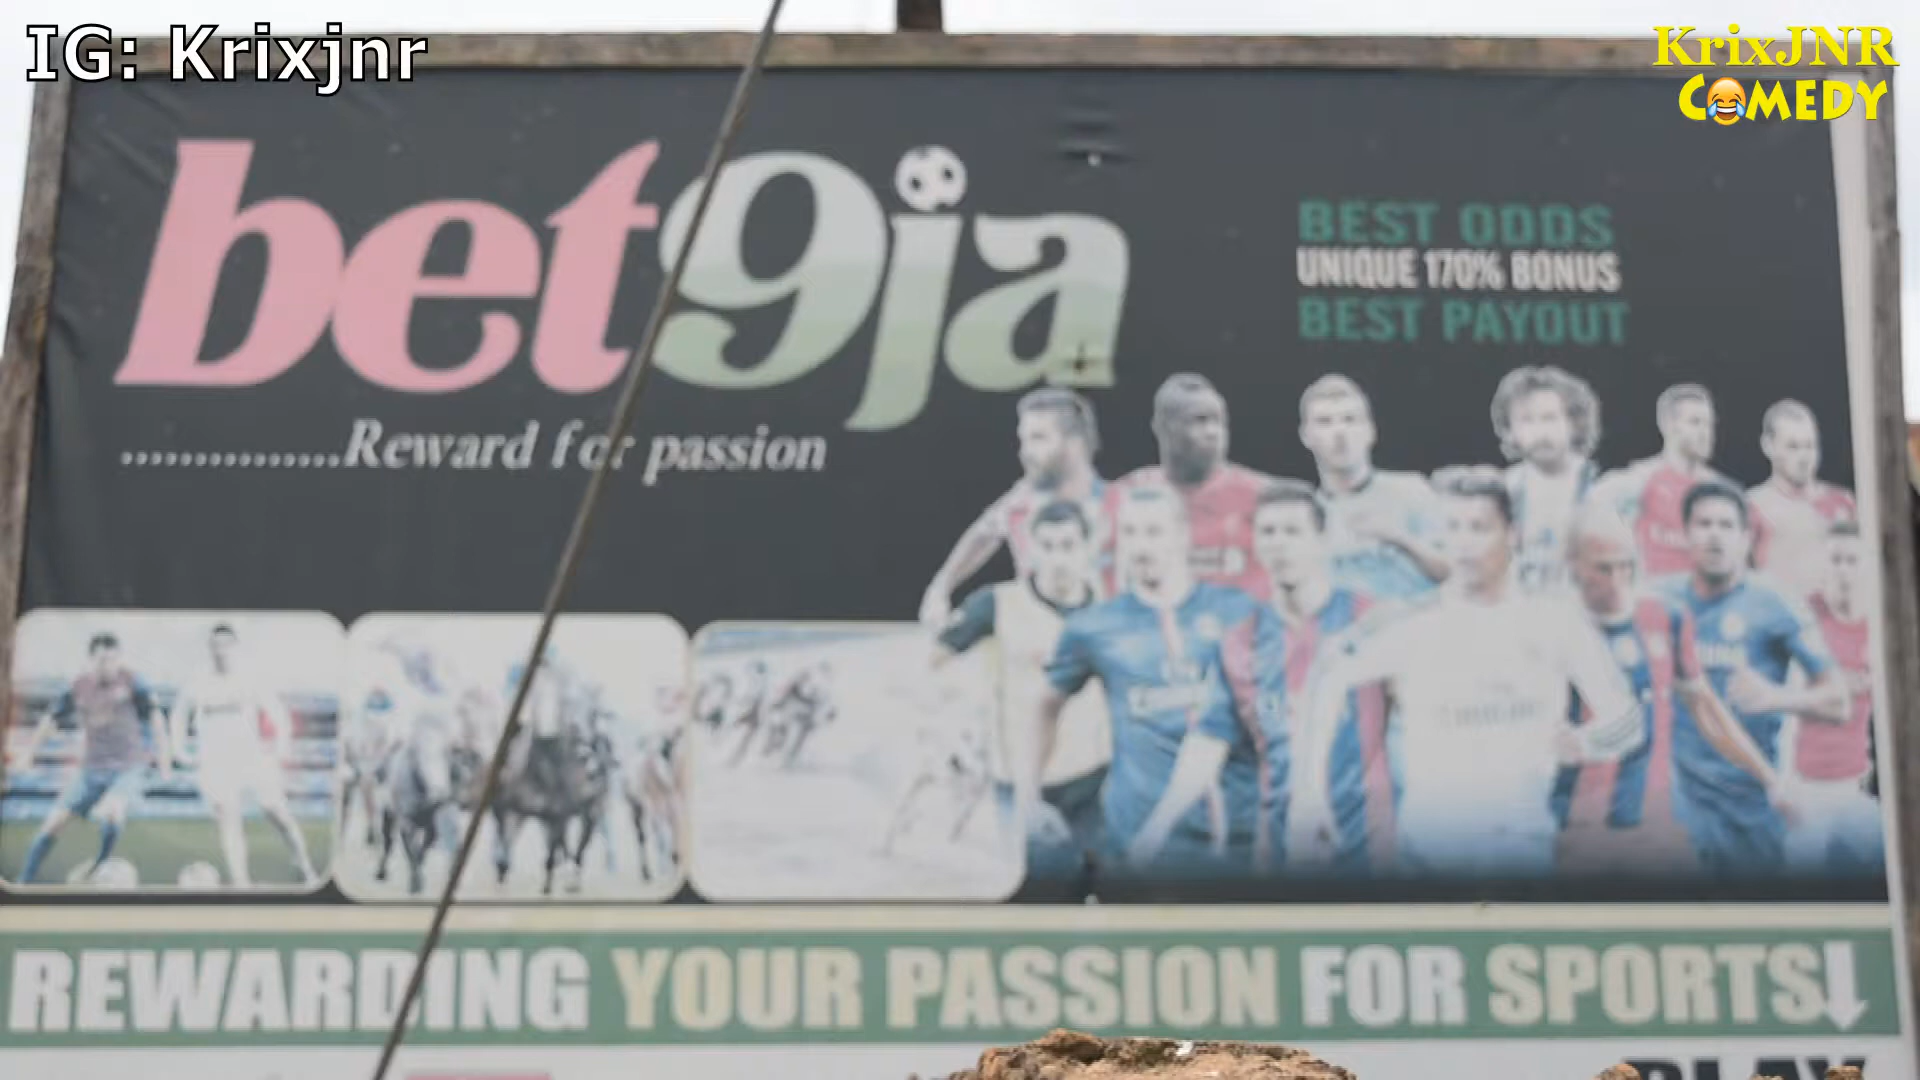 IG: Krixjnr
KrixJNR
COMEDY
bet9ja
BEST ODDS
UNIQUE 170% BONUS
BEST PAYOUT
...............Reward for passion
REWARDING YOUR PASSION FOR SPORTS
PLAY